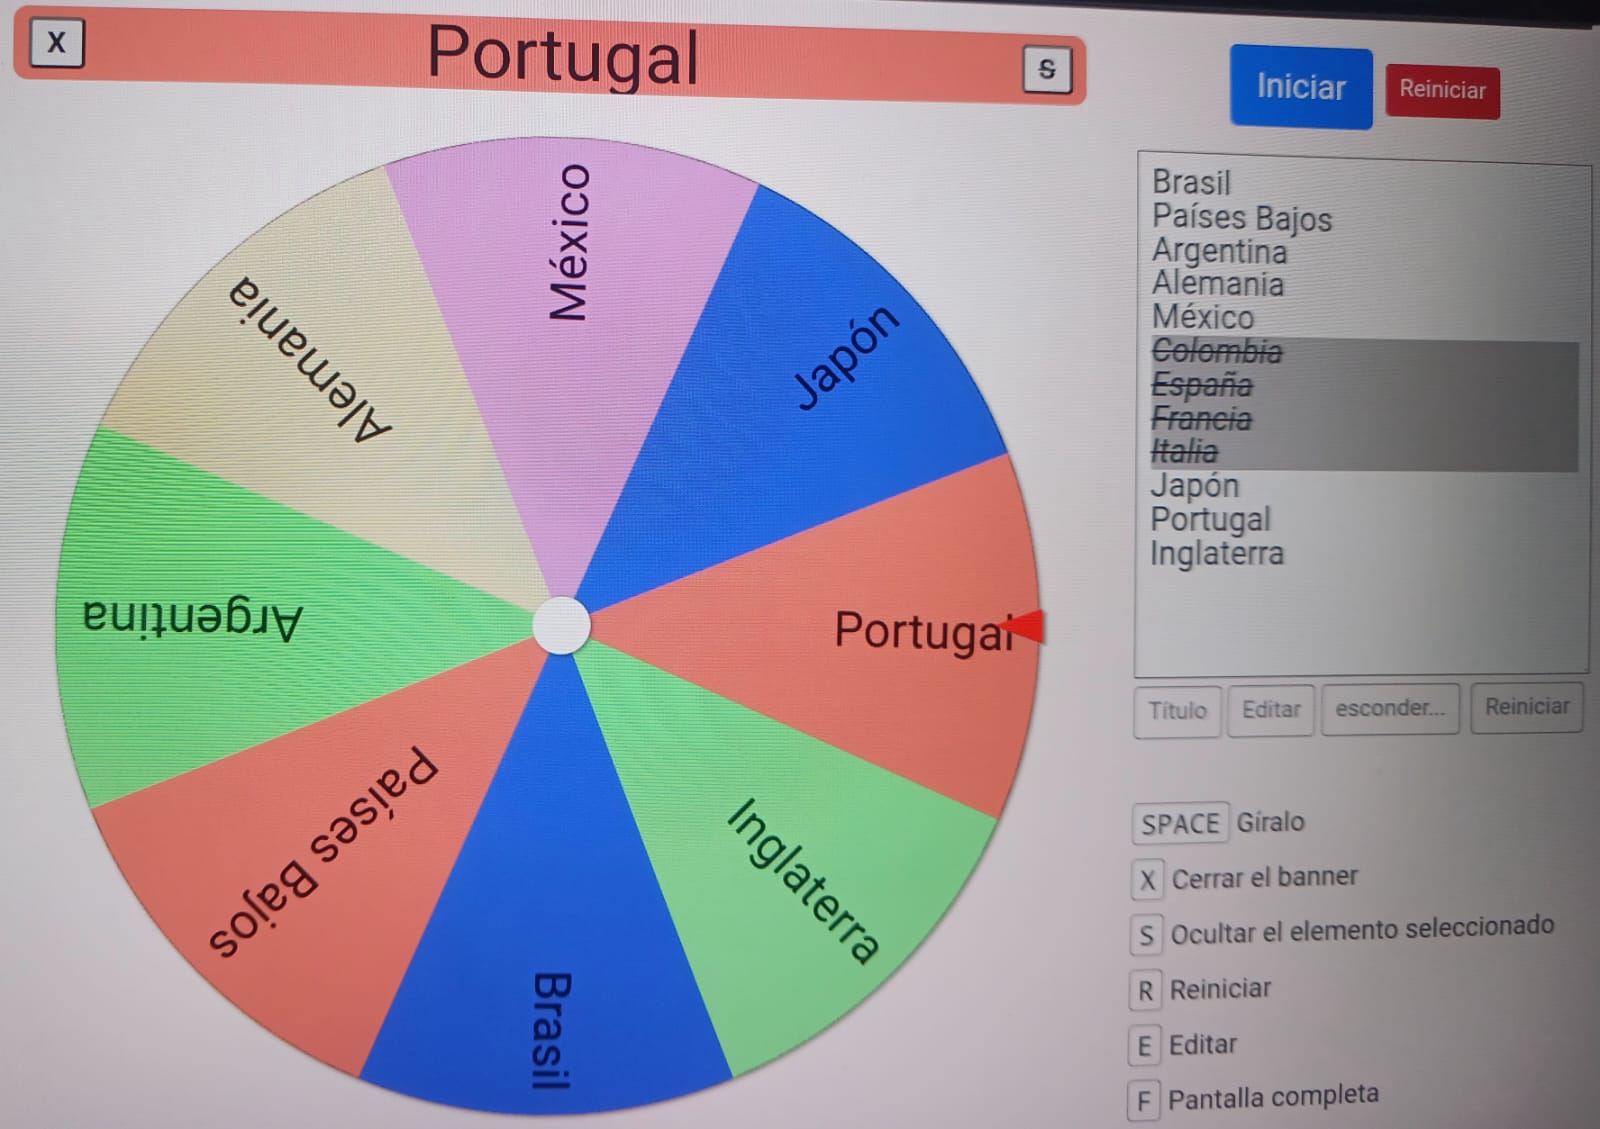 X
Portugal
S
Iniciar
Reiniciar
México
Japón
Portugal
Inglaterra
Brasil
Países Bajos
Argentina
Alemania
Brasil
Países Bajos
Argentina
Alemania
México
Colombia
España
Francia
Italia
Japón
Portugal
Inglaterra
Título
Editar
esconder...
Reiniciar
SPACE Gíralo
X Cerrar el banner
S Ocultar el elemento seleccionado
R Reiniciar
E Editar
F Pantalla completa